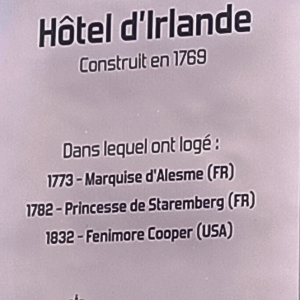 Hôtel d'Irlande
Construit en 1769
Dans lequel ont logé :
1773 - Marquise d'Alesme (FR)
1782 - Princesse de Staremberg (FR)
1832 - Fenimore Cooper (USA)